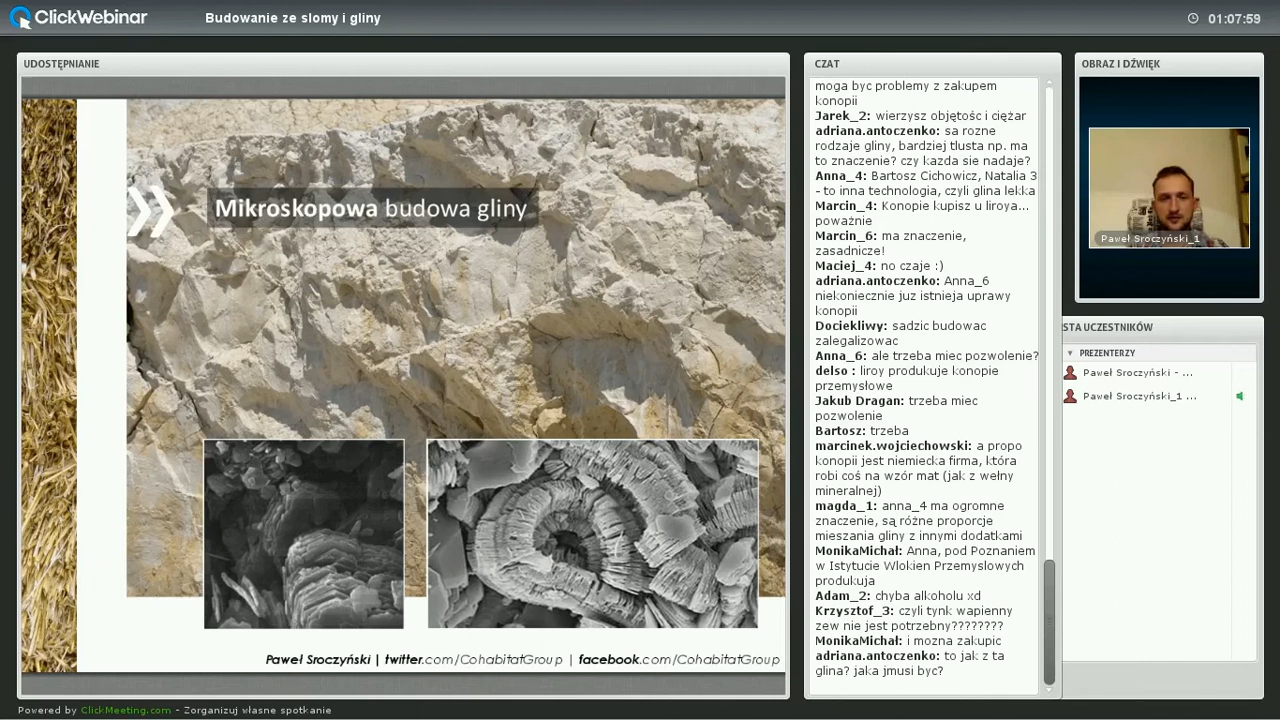 ClickWebinar
Budowanie ze slomy i gliny
01:07:59
UDOSTĘPNIANIE
Mikroskopowa budowa gliny
Paweł Sroczyński | twitter.com/CohabitatGroup | facebook.com/CohabitatGroup
CZAT
moga byc problemy z zakupem
konopii
Jarek_2: wierzysz objętośc i ciężar
adriana.antoczenko: sa rozne
rodzaje gliny, bardziej tlusta np. ma
to znaczenie? czy kazda sie nadaje?
Anna_4: Bartosz Cichowicz, Natalia 3
- to inna technologia, czyli glina lekka
Marcin_4: Konopie kupisz u liroya...
poważnie
Marcin_6: ma znaczenie,
zasadnicze!
Maciej_4: no czaje :)
adriana.antoczenko: Anna_6
niekoniecznie juz istnieja uprawy
konopii
Dociekliwy: sadzic budowac
zalegalizowac
Anna_6: ale trzeba miec pozwolenie?
delso : liroy produkuje konopie
przemysłowe
Jakub Dragan: trzeba miec
pozwolenie
Bartosz: trzeba
marcinek.wojciechowski: a propo
konopii jest niemiecka firma, która
robi coś na wzór mat (jak z wełny
mineralnej)
magda_1: anna_4 ma ogromne
znaczenie, są różne proporcje
mieszania gliny z innymi dodatkami
MonikaMichał: Anna, pod Poznaniem
w Istytucie Wlokien Przemyslowych
produkuja
Adam_2: chyba alkoholu xd
Krzysztof_3: czyli tynk wapienny
zew nie jest potrzebny????????
MonikaMichał: i mozna zakupic
adriana.antoczenko: to jak z ta
glina? jaka jmusi byc?
OBRAZ I DŹWIĘK
Paweł Sroczyński_1
STA UCZESTNIKÓW
PREZENTERZY
Paweł Sroczyński - ...
Paweł Sroczyński_1 ...
Powered by ClickMeeting.com - Zorganizuj własne spotkanie